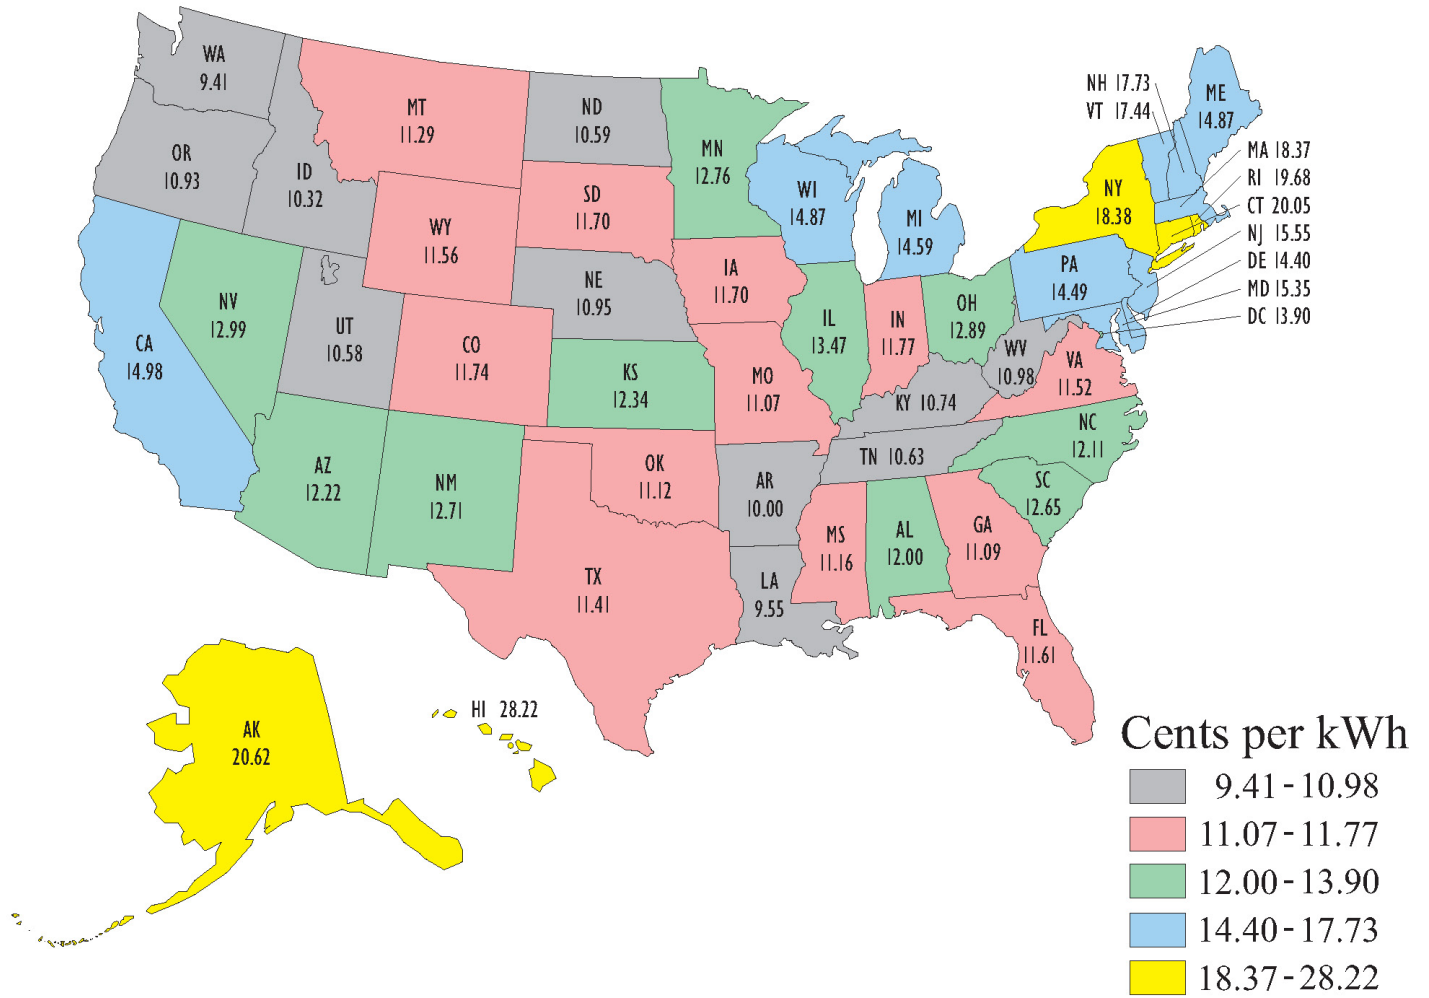 WA
9.41
MT
11.29
ND
10.59
MN
12.76
OR
10.93
ID
10.32
WY
11.56
SD
11.70
WI
14.87
MI
14.59
NY
18.38
NH 17.73
VT 17.44
ME
14.87
MA 18.37
RI 19.68
CT 20.05
NJ 15.55
DE 14.40
MD 15.35
DC 13.90
CA
14.98
NV
12.99
UT
10.58
CO
11.74
NE
10.95
IA
11.70
IL
13.47
IN
11.77
OH
12.89
PA
14.49
WV
10.98
VA
11.52
KS
12.34
MO
11.07
KY 10.74
TN 10.63
NC
12.11
SC
12.65
AZ
12.22
NM
12.71
OK
11.12
AR
10.00
MS
11.16
AL
12.00
GA
11.09
TX
11.41
LA
9.55
FL
11.61
AK
20.62
HI 28.22
Cents per kWh
9.41-10.98
11.07-11.77
12.00-13.90
14.40-17.73
18.37-28.22